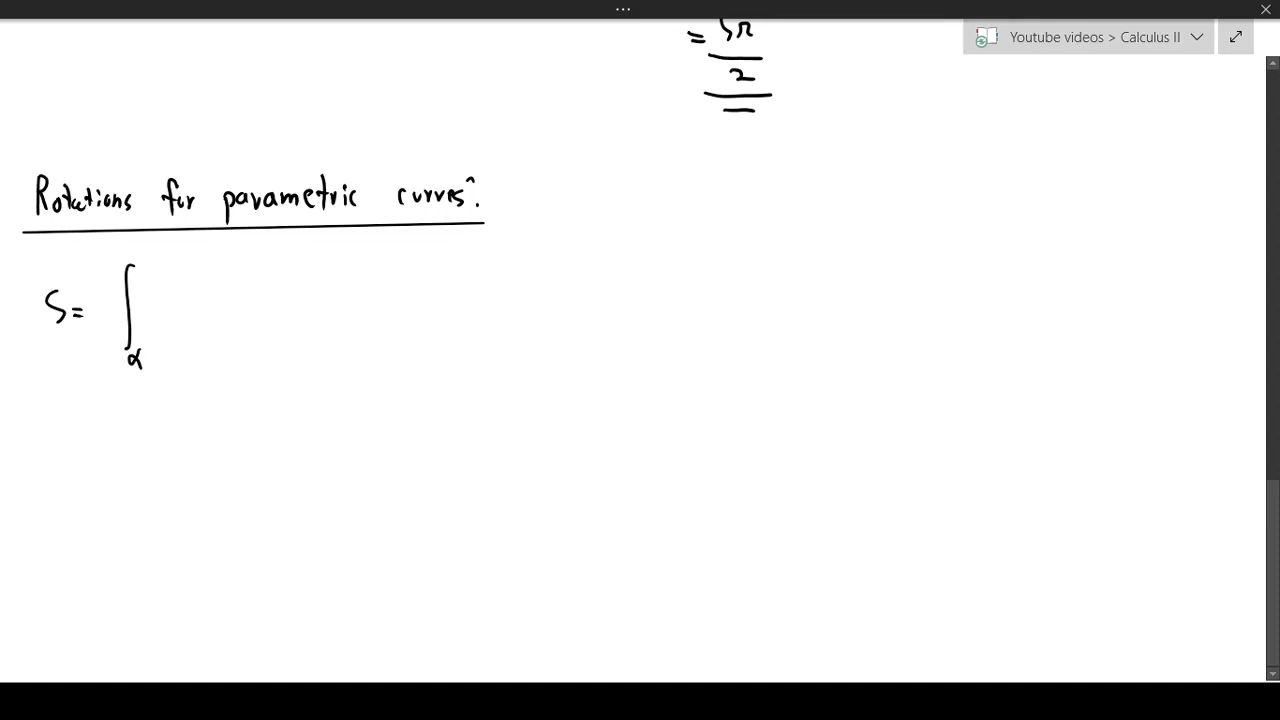 Youtube videos > Calculus II
= 5π
2
Rotations for parametric curves:
S= ∫
α